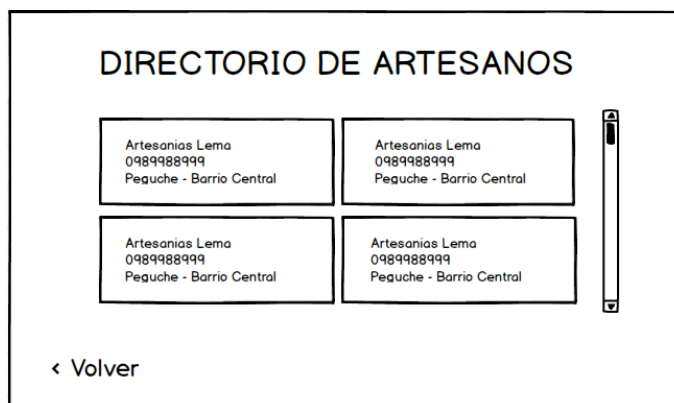 DIRECTORIO DE ARTESANOS
Artesanias Lema
0989988999
Peguche - Barrio Central
Artesanias Lema
0989988999
Peguche - Barrio Central
Artesanias Lema
0989988999
Peguche - Barrio Central
Artesanias Lema
0989988999
Peguche - Barrio Central
< Volver